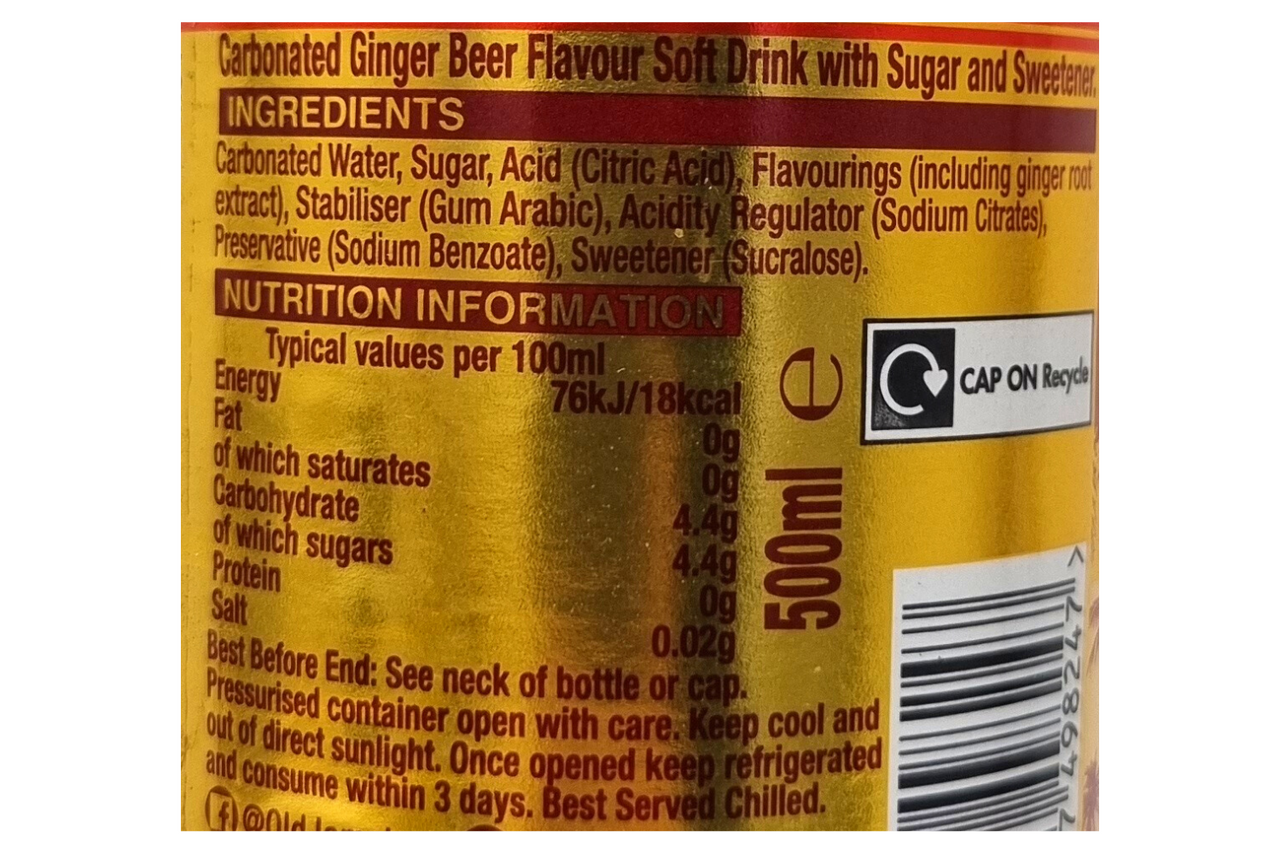 Carbonated Ginger Beer Flavour Soft Drink with Sugar and Sweetener.
INGREDIENTS
Carbonated Water, Sugar, Acid (Citric Acid), Flavourings (including ginger root
extract), Stabiliser (Gum Arabic), Acidity Regulator (Sodium Citrates),
Preservative (Sodium Benzoate), Sweetener (Sucralose).
NUTRITION INFORMATION
Typical values per 100ml
Energy 76kJ/18kcal
Fat 0g
of which saturates 0g
Carbohydrate 4.4g
of which sugars 4.4g
Protein 0g
Salt 0.02g
500ml e
CAP ON Recycle
Best Before End: See neck of bottle or cap.
Pressurised container open with care. Keep cool and
out of direct sunlight. Once opened keep refrigerated
and consume within 3 days. Best Served Chilled.
f @Old
498247 >